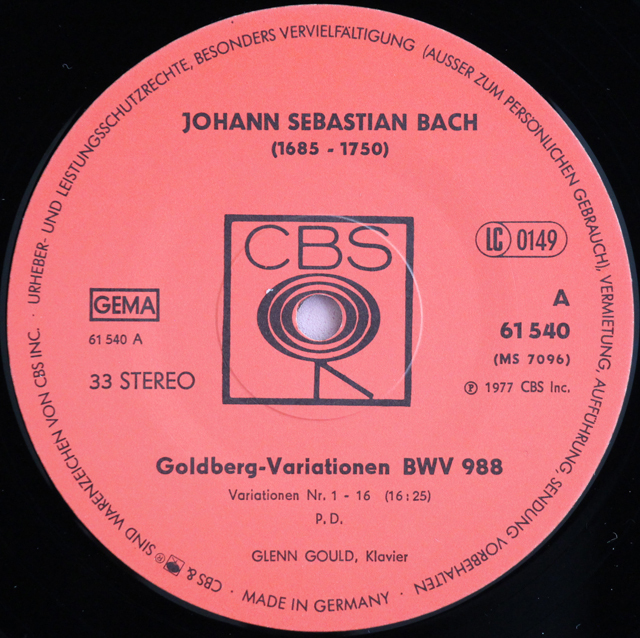 URHEBER- UND LEISTUNGSSCHUTZRECHTE, BESONDERS VERVIELFÄLTIGUNG (AUSSER ZUM PERSÖNLICHEN GEBRAUCH), VERMIETUNG, AUFFÜHRUNG, SENDUNG VORBEHALTEN
JOHANN SEBASTIAN BACH
(1685 - 1750)
CBS
LC 0149
GEMA
61 540 A
33 STEREO
A
61 540
(MS 7096)
Ⓟ 1977 CBS Inc.
Goldberg-Variationen BWV 988
Variationen Nr. 1 - 16 (16:25)
P. D.
GLENN GOULD, Klavier
· MADE IN GERMANY ·
CBS & ® SIND WARENZEICHEN VON CBS INC. ·